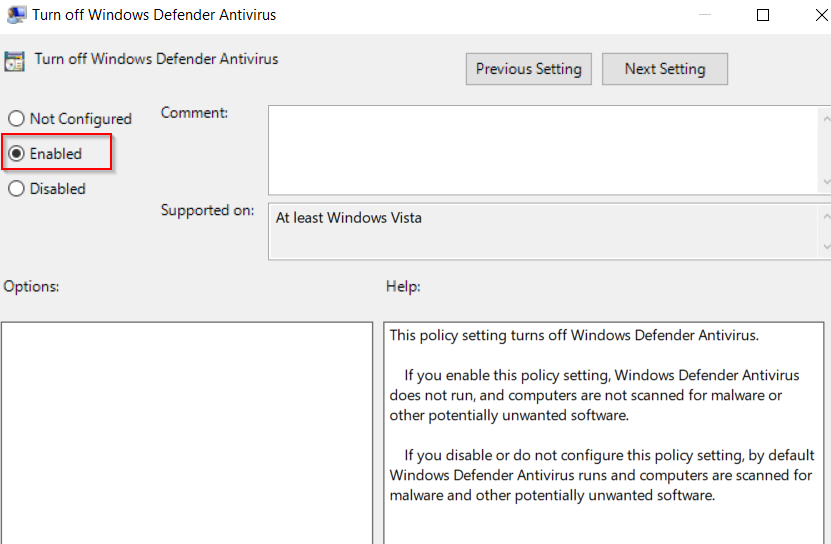 Turn off Windows Defender Antivirus
Turn off Windows Defender Antivirus
Previous Setting
Next Setting
Not Configured
Comment:
Enabled
Disabled
Supported on:
At least Windows Vista
Options:
Help:
This policy setting turns off Windows Defender Antivirus.
If you enable this policy setting, Windows Defender Antivirus
does not run, and computers are not scanned for malware or
other potentially unwanted software.
If you disable or do not configure this policy setting, by default
Windows Defender Antivirus runs and computers are scanned for
malware and other potentially unwanted software.